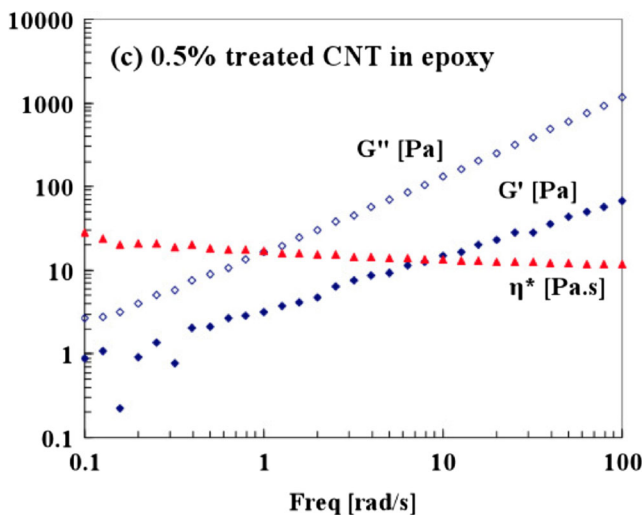 10000
(c) 0.5% treated CNT in epoxy
1000
G" [Pa]
100
G' [Pa]
10
η* [Pa.s]
1
0.1
0.1 1 10 100
Freq [rad/s]